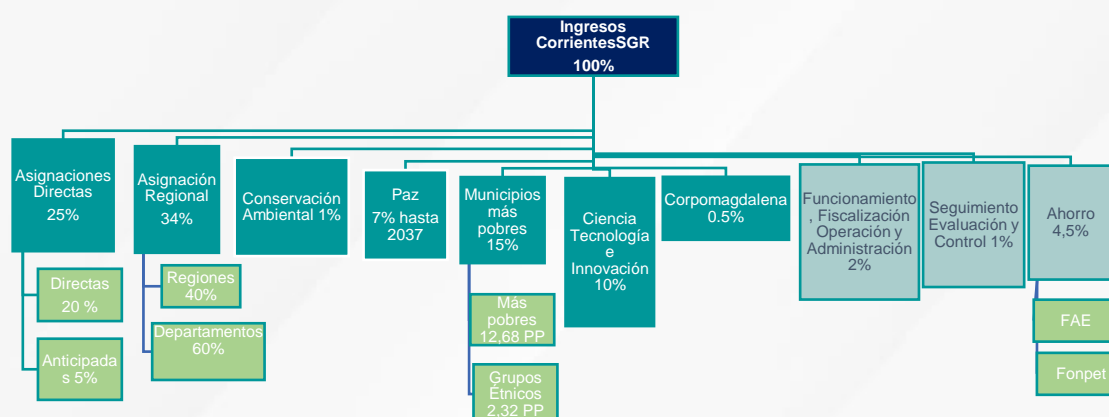 Ingresos
CorrientesSGR
100%
Asignaciones
Directas
25%
Asignación
Regional
34%
Conservación
Ambiental 1%
Paz
7% hasta
2037
Municipios
más
pobres
15%
Ciencia
Tecnología
e
Innovación
10%
Corpomagdalena
0.5%
Funcionamiento
, Fiscalización
Operación y
Administración
2%
Seguimiento
Evaluación y
Control 1%
Ahorro
4,5%
Directas
20 %
Anticipada
s 5%
Regiones
40%
Departamentos
60%
Más
pobres
12,68 PP
Grupos
Étnicos
2,32 PP
FAE
Fonpet